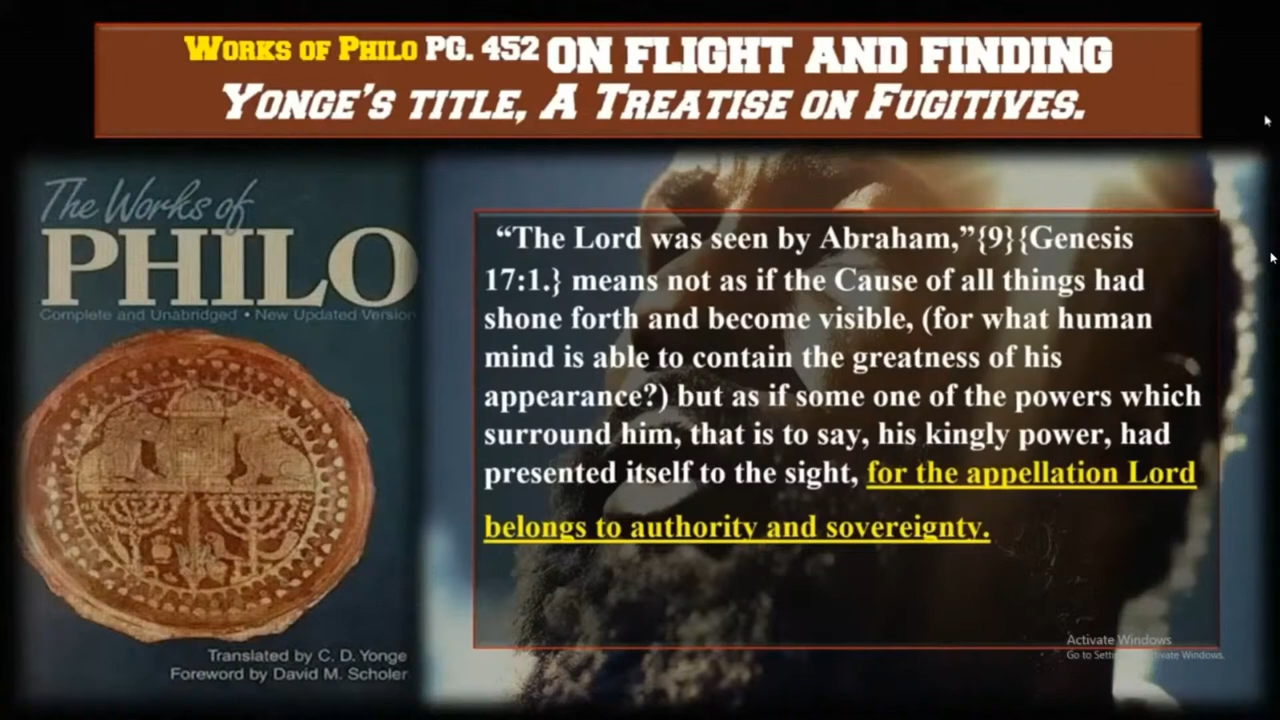 WORKS OF PHILO PG. 452 ON FLIGHT AND FINDING
YONGE'S TITLE, A TREATISE ON FUGITIVES.
The Works of
PHILO
Complete and Unabridged • New Updated Version
Translated by C. D. Yonge
Foreword by David M. Scholer
“The Lord was seen by Abraham,”{9}{Genesis
17:1.} means not as if the Cause of all things had
shone forth and become visible, (for what human
mind is able to contain the greatness of his
appearance?) but as if some one of the powers which
surround him, that is to say, his kingly power, had
presented itself to the sight, for the appellation Lord
belongs to authority and sovereignty.
Activate Windows
Go to Setti vate Windows.